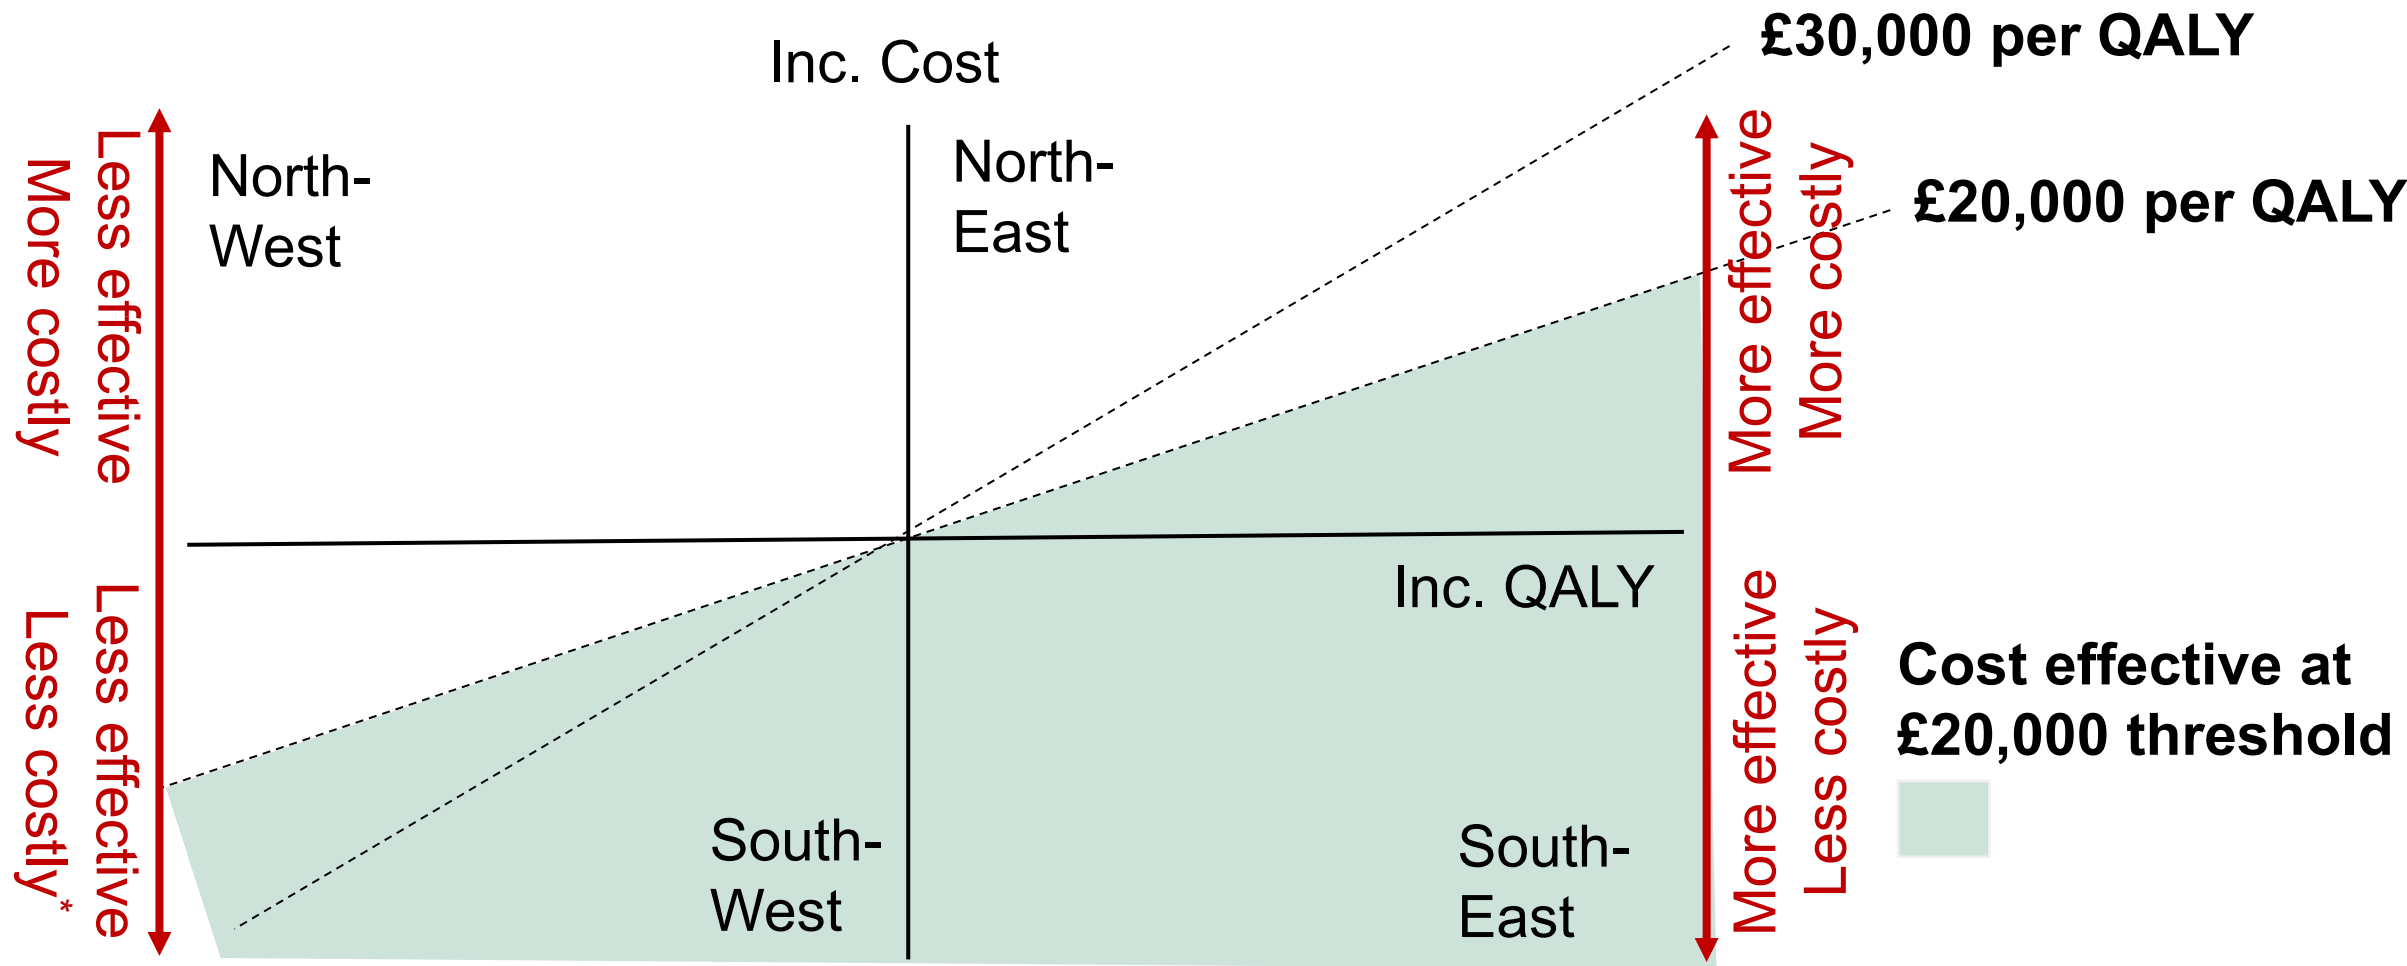 £30,000 per QALY
Inc. Cost
North-
West
North-
East
£20,000 per QALY
Less effective
More costly
More effective
More costly
Inc. QALY
Less effective
Less costly*
More effective
Less costly
Cost effective at
£20,000 threshold
South-
West
South-
East